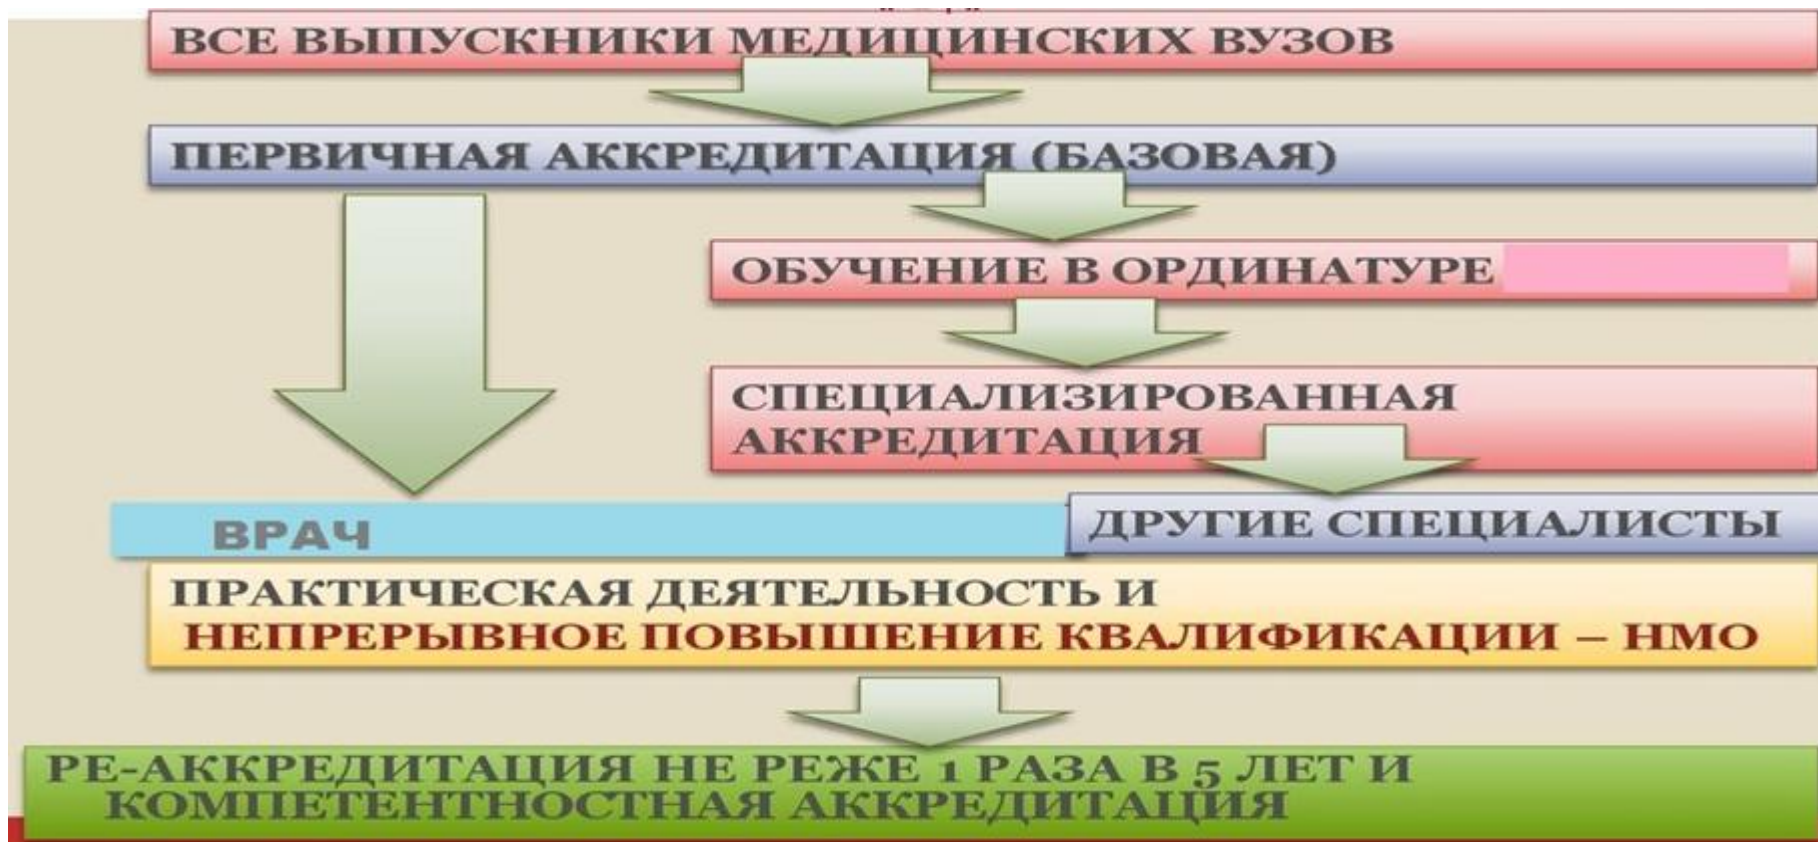 ВСЕ ВЫПУСКНИКИ МЕДИЦИНСКИХ ВУЗОВ
ПЕРВИЧНАЯ АККРЕДИТАЦИЯ (БАЗОВАЯ)
ОБУЧЕНИЕ В ОРДИНАТУРЕ
СПЕЦИАЛИЗИРОВАННАЯ
АККРЕДИТАЦИЯ
ВРАЧ
ДРУГИЕ СПЕЦИАЛИСТЫ
ПРАКТИЧЕСКАЯ ДЕЯТЕЛЬНОСТЬ И
НЕПРЕРЫВНОЕ ПОВЫШЕНИЕ КВАЛИФИКАЦИИ – НМО
РЕ-АККРЕДИТАЦИЯ НЕ РЕЖЕ 1 РАЗА В 5 ЛЕТ И
КОМПЕТЕНТНОСТНАЯ АККРЕДИТАЦИЯ